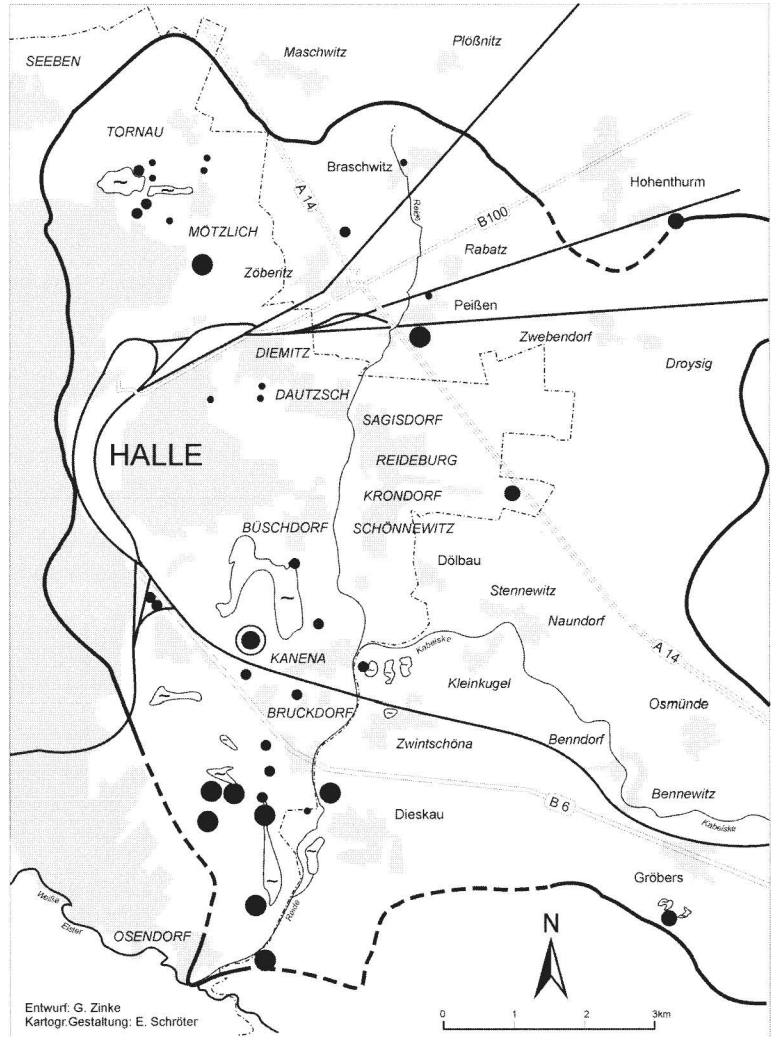 Plößnitz
Maschwitz
SEEBEN
TORNAU
Braschwitz
A 14
Reide
Hohenthurm
B100
MÖTZLICH
Rabatz
Zöberitz
Peißen
Zwebendorf
DIEMITZ
Droysig
DAUTZSCH
SAGISDORF
HALLE
REIDEBURG
KRONDORF
BÜSCHDORF
SCHÖNNEWITZ
Dölbau
Stennewitz
Naundorf
Kabelske
KANENA
A 14
Kleinkugel
Osmünde
BRUCKDORF
Benndorf
Zwintschöna
Bennewitz
B 6
Dieskau
Kabelske
Gröbers
Weiße
Elster
Reide
OSENDORF
N
Entwurf: G. Zinke
Kartogr.Gestaltung: E. Schröter
0 1 2 3km